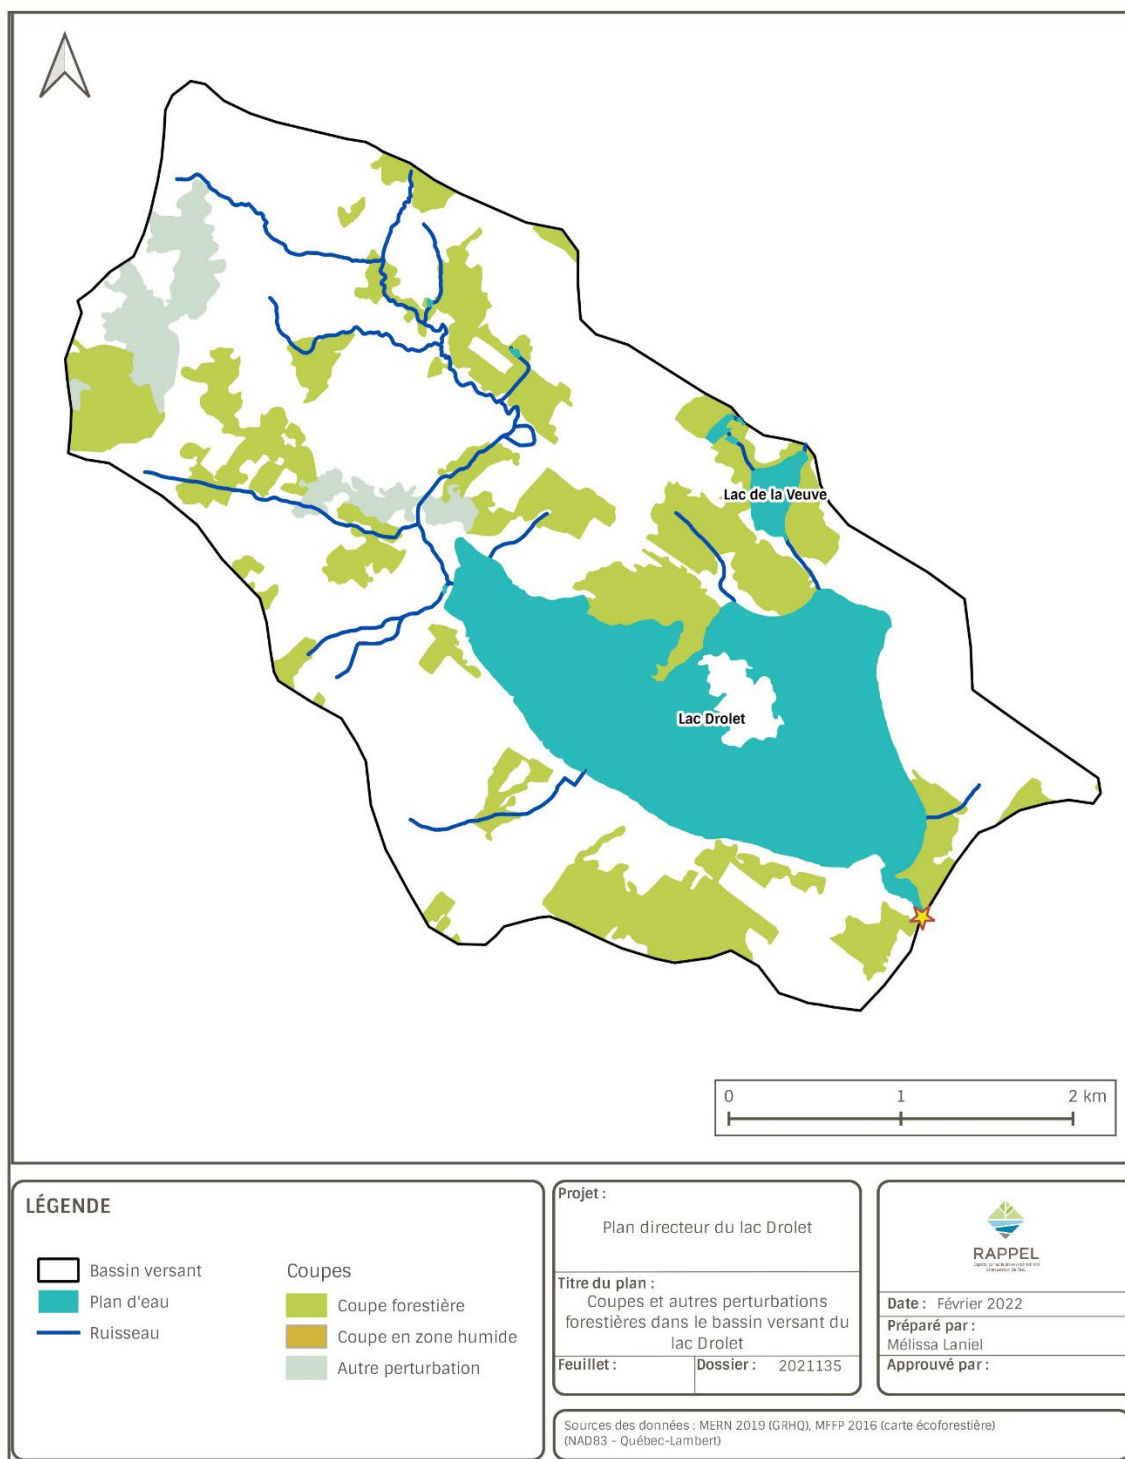 Lac de la Veuve
Lac Drolet
0 1 2 km
LÉGENDE
Bassin versant
Plan d'eau
Ruisseau
Coupes
Coupe forestière
Coupe en zone humide
Autre perturbation
Projet :
Plan directeur du lac Drolet
Titre du plan :
Coupes et autres perturbations
forestières dans le bassin versant du
lac Drolet
Feuillet :
Dossier : 2021135
RAPPEL
Date : Février 2022
Préparé par :
Mélissa Laniel
Approuvé par :
Sources des données : MERN 2019 (GRHQ), MFFP 2016 (carte écoforestière)
(NAD83 - Québec-Lambert)